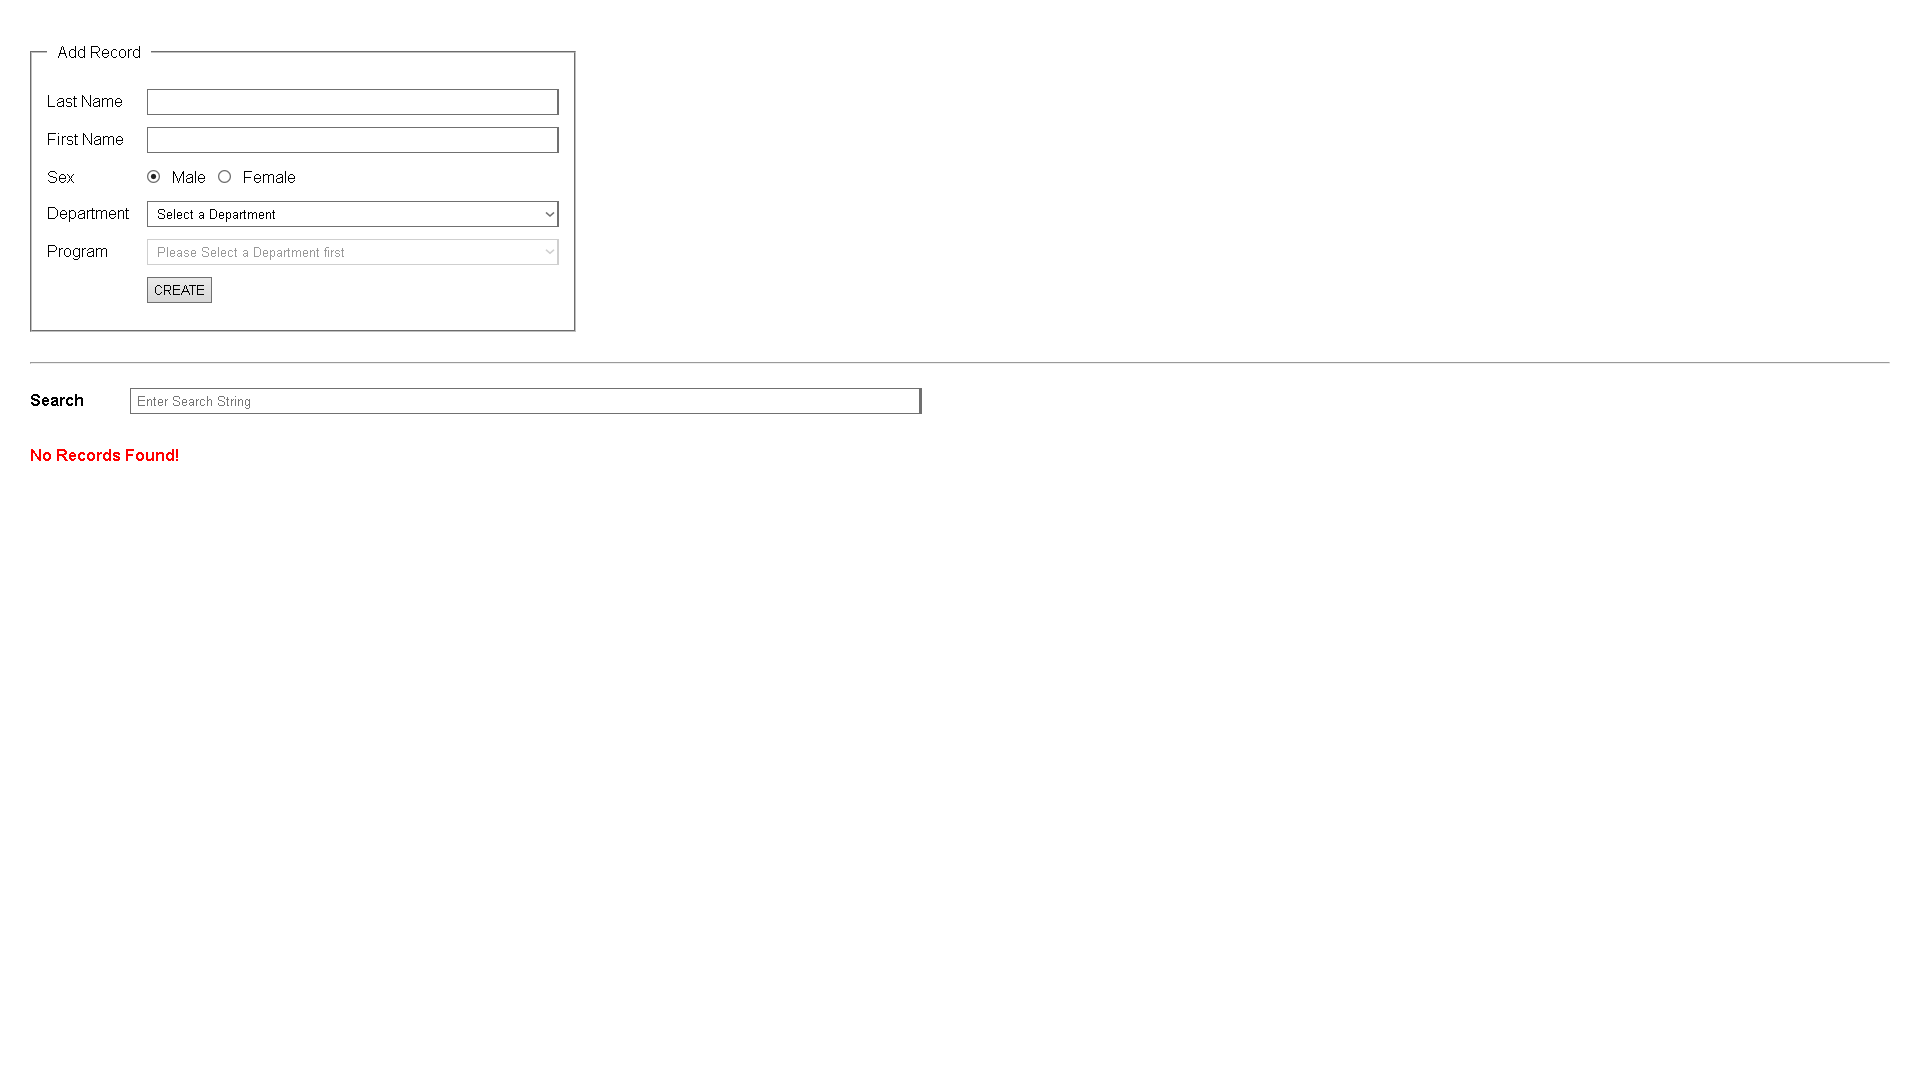 Add Record
Last Name
First Name
Sex Male Female
Department Select a Department
Program Please Select a Department first
CREATE
Search Enter Search String
No Records Found!